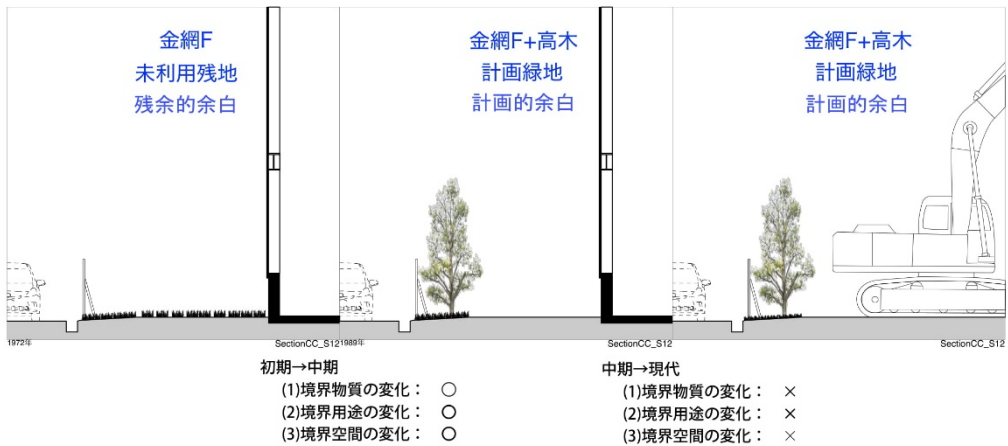 金網F
未利用残地
残余的余白
金網F+高木
計画緑地
計画的余白
金網F+高木
計画緑地
計画的余白
1972年
SectionCC_S12
1989年
SectionCC_S12
SectionCC_S12
初期→中期
(1)境界物質の変化： ○
(2)境界用途の変化： ○
(3)境界空間の変化： ○
中期→現代
(1)境界物質の変化： ×
(2)境界用途の変化： ×
(3)境界空間の変化： ×